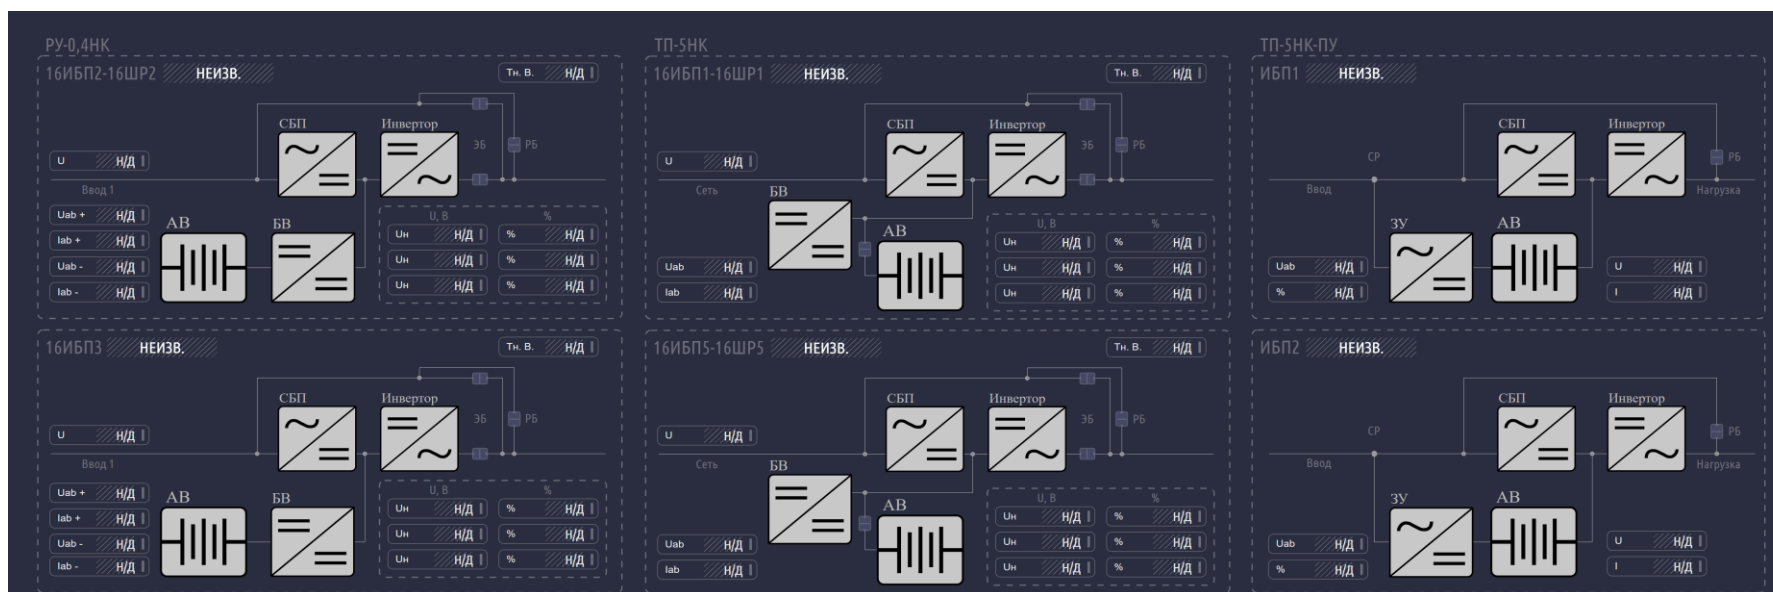 РУ-0,4НК
16ИБП2-16ШР2 НЕИЗВ. Тн. В. Н/Д
СБП Инвертор
ЭБ РБ
U Н/Д
Ввод 1
Uab + Н/Д
Iab + Н/Д
Uab - Н/Д
Iab - Н/Д
АВ БВ
U, В %
Uн Н/Д % Н/Д
Uн Н/Д % Н/Д
Uн Н/Д % Н/Д
16ИБП3 НЕИЗВ. Тн. В. Н/Д
СБП Инвертор
ЭБ РБ
U Н/Д
Ввод 1
Uab + Н/Д
Iab + Н/Д
Uab - Н/Д
Iab - Н/Д
АВ БВ
U, В %
Uн Н/Д % Н/Д
Uн Н/Д % Н/Д
Uн Н/Д % Н/Д
ТП-5НК
16ИБП1-16ШР1 НЕИЗВ. Тн. В. Н/Д
СБП Инвертор
ЭБ РБ
U Н/Д
Сеть
БВ
АВ
Uab Н/Д
Iab Н/Д
U, В %
Uн Н/Д % Н/Д
Uн Н/Д % Н/Д
Uн Н/Д % Н/Д
16ИБП5-16ШР5 НЕИЗВ. Тн. В. Н/Д
СБП Инвертор
ЭБ РБ
U Н/Д
Сеть
БВ
АВ
Uab Н/Д
Iab Н/Д
U, В %
Uн Н/Д % Н/Д
Uн Н/Д % Н/Д
Uн Н/Д % Н/Д
ТП-5НК-ПУ
ИБП1 НЕИЗВ.
СБП Инвертор
СР РБ
Ввод Нагрузка
ЗУ АВ
Uab Н/Д
% Н/Д
U Н/Д
I Н/Д
ИБП2 НЕИЗВ.
СБП Инвертор
СР РБ
Ввод Нагрузка
ЗУ АВ
Uab Н/Д
% Н/Д
U Н/Д
I Н/Д